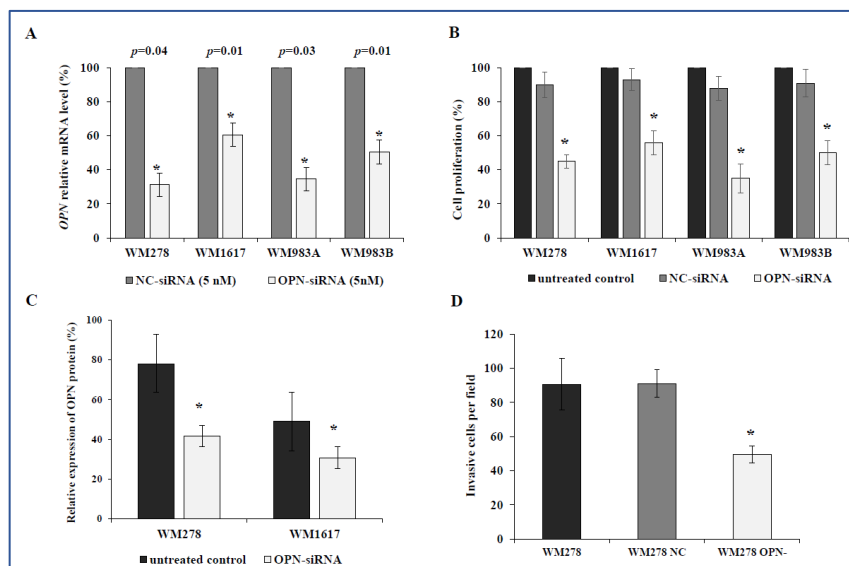 A
p=0.04 p=0.01 p=0.03 p=0.01
OPN relative mRNA level (%)
100
80
60
40
20
0
* * * *
WM278 WM1617 WM983A WM983B
NC-siRNA (5 nM) OPN-siRNA (5nM)
B
Cell proliferation (%)
100
80
60
40
20
0
* * * *
WM278 WM1617 WM983A WM983B
untreated control NC-siRNA OPN-siRNA
C
Relative expression of OPN protein (%)
100
80
60
40
20
0
* *
WM278 WM1617
untreated control OPN-siRNA
D
Invasive cells per field
120
100
80
60
40
20
0
*
WM278 WM278 NC WM278 OPN-